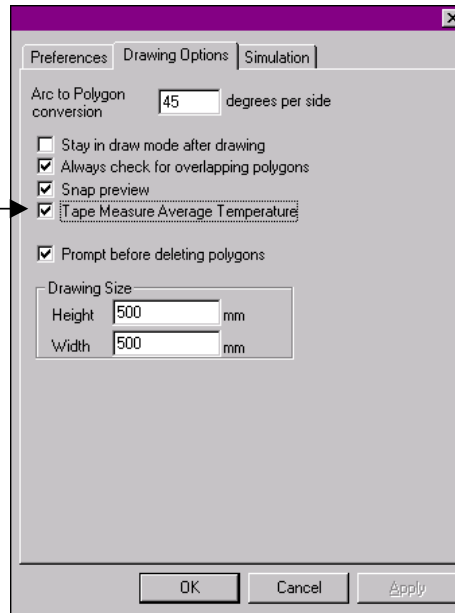 Preferences Drawing Options Simulation
Arc to Polygon
conversion 45 degrees per side
Stay in draw mode after drawing
Always check for overlapping polygons
Snap preview
Tape Measure Average Temperature
Prompt before deleting polygons
Drawing Size
Height 500 mm
Width 500 mm
OK Cancel Apply